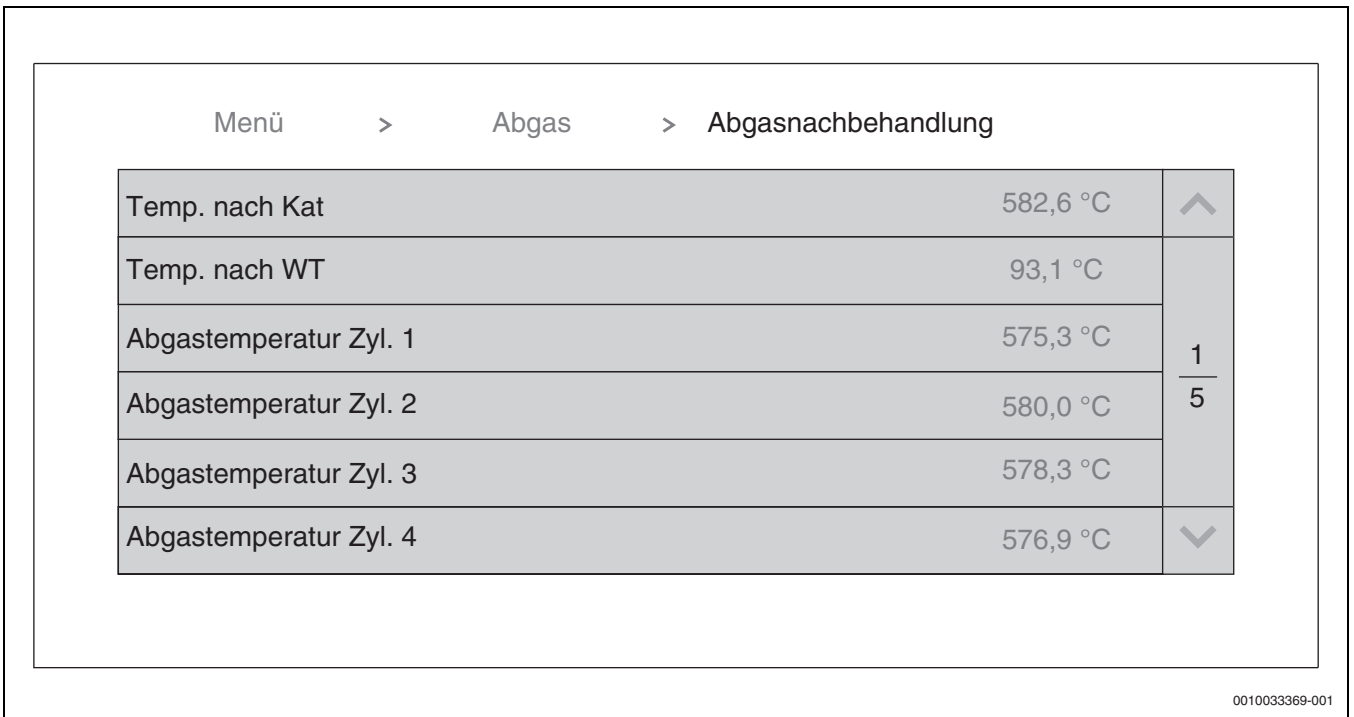 Menü > Abgas > Abgasnachbehandlung
Temp. nach Kat 582,6 °C
Temp. nach WT 93,1 °C
Abgastemperatur Zyl. 1 575,3 °C
1
Abgastemperatur Zyl. 2 580,0 °C
5
Abgastemperatur Zyl. 3 578,3 °C
Abgastemperatur Zyl. 4 576,9 °C
0010033369-001